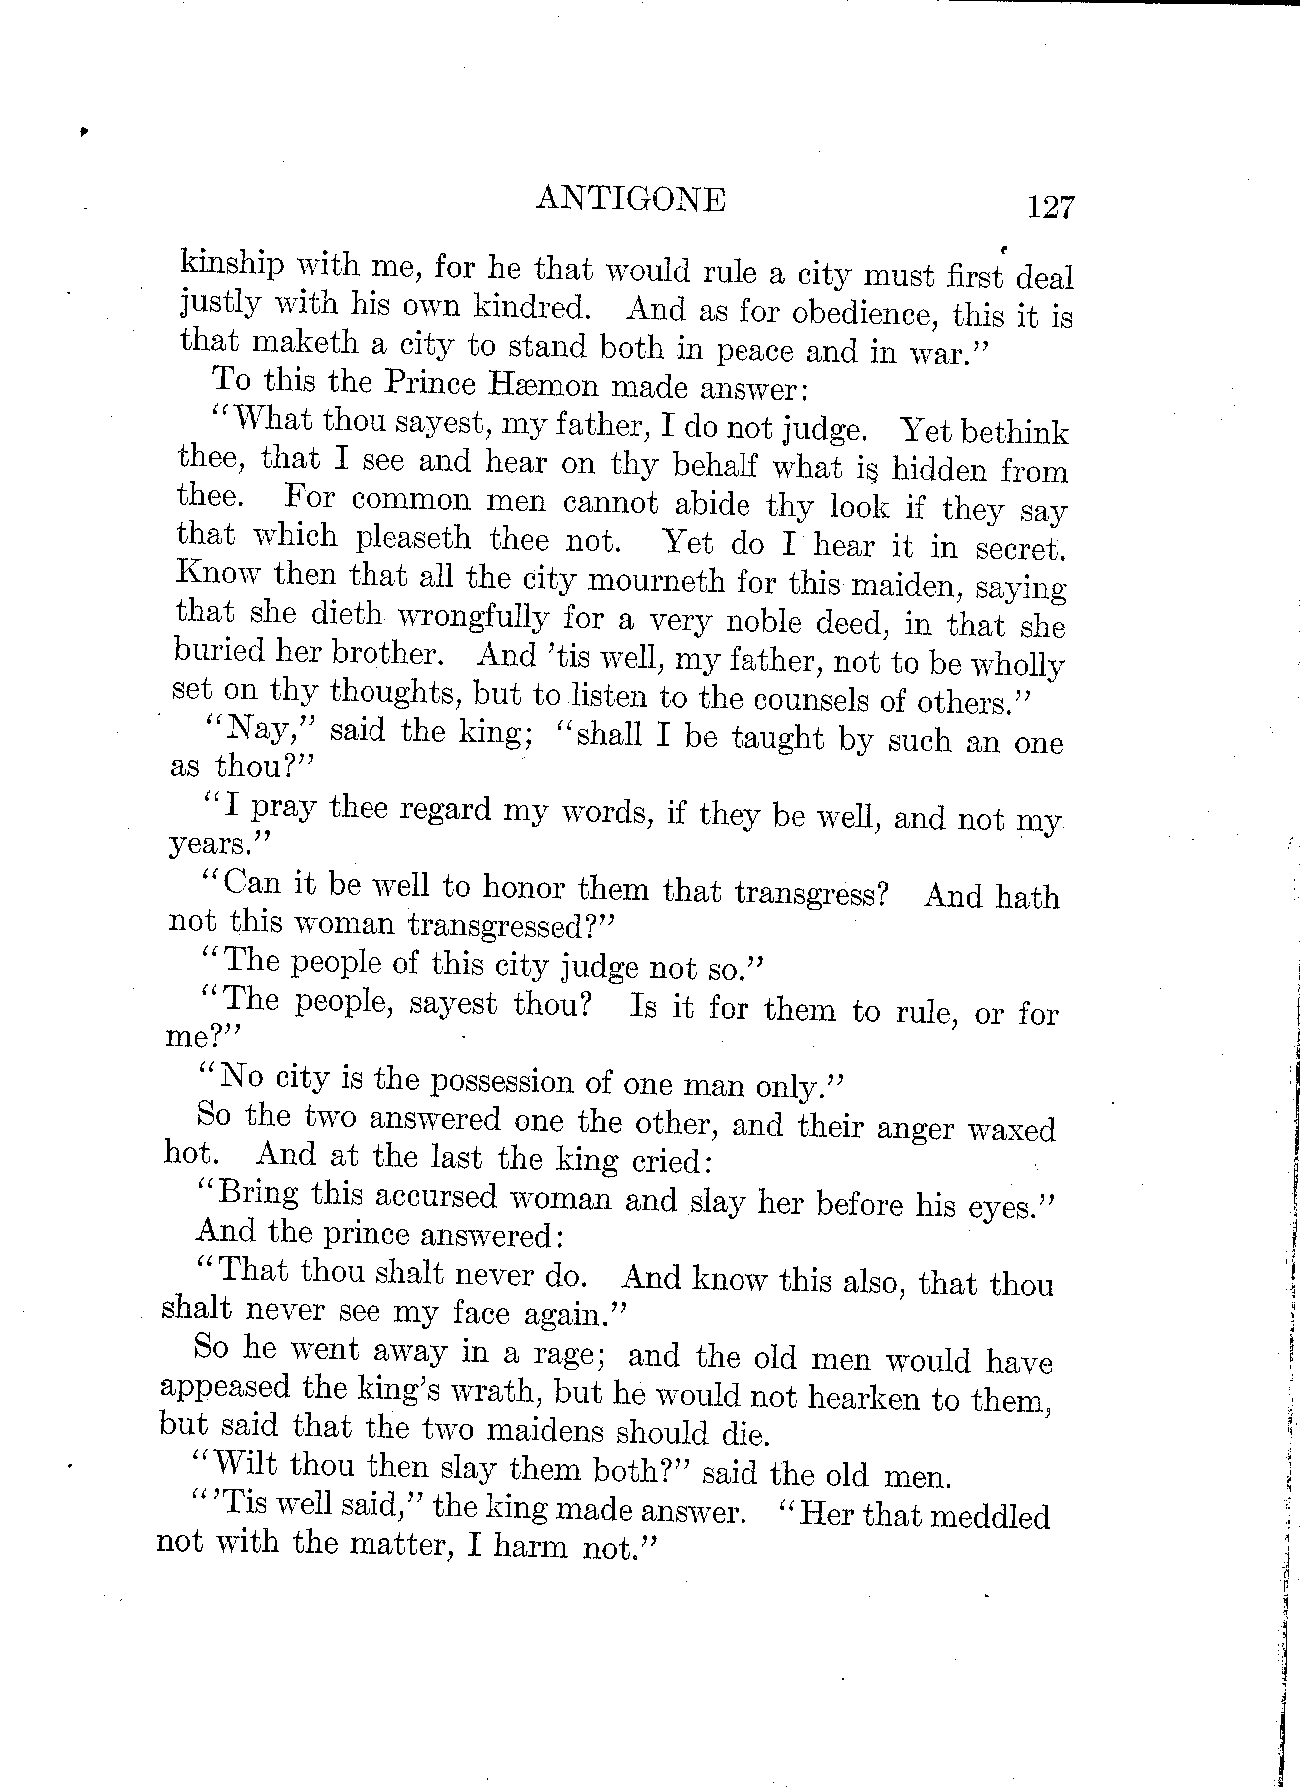 ANTIGONE 127
kinship with me, for he that would rule a city must first deal
justly with his own kindred. And as for obedience, this it is
that maketh a city to stand both in peace and in war."
To this the Prince Hæmon made answer:
"What thou sayest, my father, I do not judge. Yet bethink
thee, that I see and hear on thy behalf what is hidden from
thee. For common men cannot abide thy look if they say
that which pleaseth thee not. Yet do I hear it in secret.
Know then that all the city mourneth for this maiden, saying
that she dieth wrongfully for a very noble deed, in that she
buried her brother. And 'tis well, my father, not to be wholly
set on thy thoughts, but to listen to the counsels of others."
"Nay," said the king; "shall I be taught by such an one
as thou?"
"I pray thee regard my words, if they be well, and not my
years."
"Can it be well to honor them that transgress? And hath
not this woman transgressed?"
"The people of this city judge not so."
"The people, sayest thou? Is it for them to rule, or for
me?"
"No city is the possession of one man only."
So the two answered one the other, and their anger waxed
hot. And at the last the king cried:
"Bring this accursed woman and slay her before his eyes."
And the prince answered:
"That thou shalt never do. And know this also, that thou
shalt never see my face again."
So he went away in a rage; and the old men would have
appeased the king's wrath, but he would not hearken to them,
but said that the two maidens should die.
"Wilt thou then slay them both?" said the old men.
"'Tis well said," the king made answer. "Her that meddled
not with the matter, I harm not."